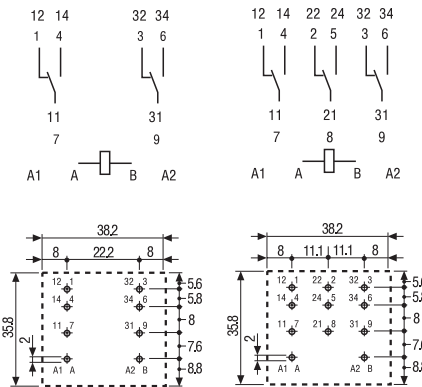 12 14 32 34
1 4 3 6
11 31
7 9
A1 A B A2
12 14 22 24 32 34
1 4 2 5 3 6
11 21 31
7 8 9
A1 A B A2
38.2
8 22.2 8
35.8
2
12 1 32 3
14 4 34 6
11 7 31 9
A1 A A2 B
5.6
5.8
8
7.6
8.8
38.2
8 11.1 11.1 8
35.8
2
12 1 22 2 32 3
14 4 24 5 34 6
11 7 21 8 31 9
A1 A A2 B
8